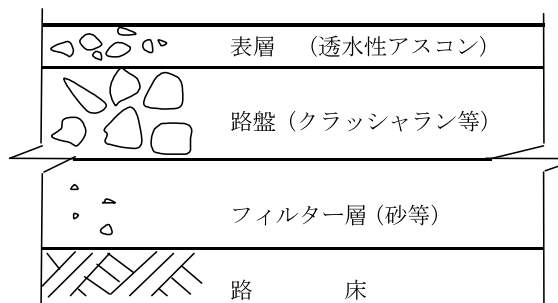 表層 （透水性アスコン）
路盤（クラッシャラン等）
フィルター層（砂等）
路 床